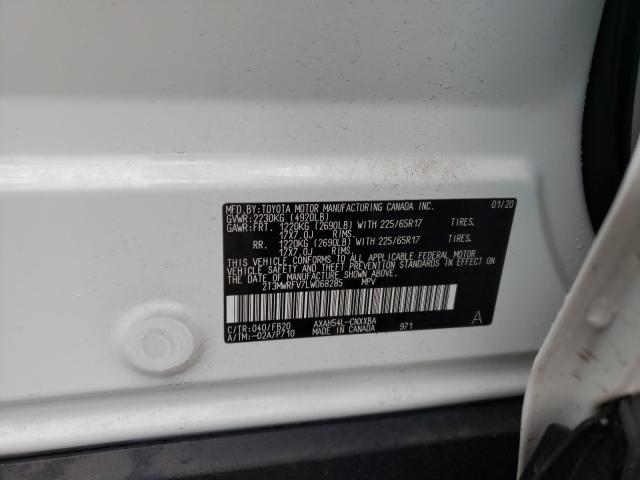 MFD.BY:TOYOTA MOTOR MANUFACTURING CANADA INC. 01/20
GVWR:2230KG (4920LB)
GAWR:FRT. 1220KG (2690LB) WITH 225/65R17 TIRES.
17X7.0J RIMS.
RR. 1220KG (2690LB) WITH 225/65R17 TIRES.
17X7.0J RIMS.
THIS VEHICLE CONFORMS TO ALL APPLICABLE FEDERAL MOTOR
VEHICLE SAFETY AND THEFT PREVENTION STANDARDS IN EFFECT
ON THE DATE OF MANUFACTURE SHOWN ABOVE.
2T3MWRFV7LW068285 MPV
C/TR:040/FB20 AXAH54L-CNXXBA A
A/TM:-02A/P710 MADE IN CANADA 971